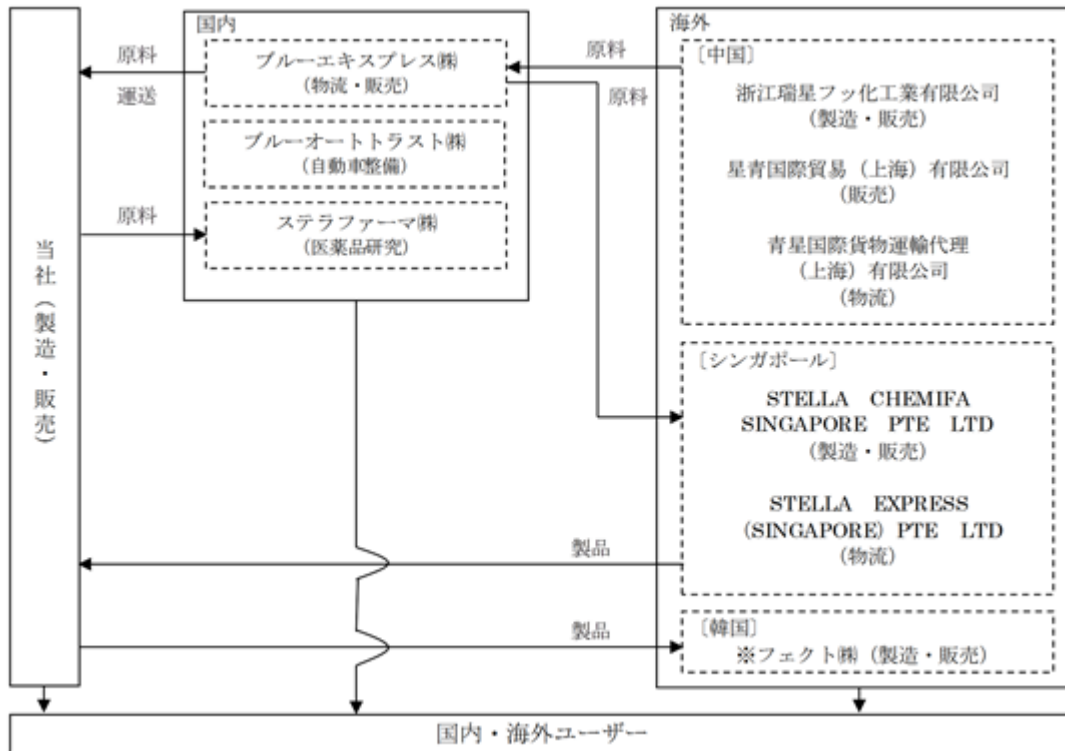 国内
ブルーエキスプレス㈱
(物流・販売)
ブルーオートトラスト㈱
(自動車整備)
ステラファーマ㈱
(医薬品研究)
原料
運送
原料
当社(製造・販売)
原料
原料
海外
〔中国〕
浙江瑞星フッ化工業有限公司
(製造・販売)
星青国際貿易(上海)有限公司
(販売)
青星国際貨物運輸代理
(上海)有限公司
(物流)
〔シンガポール〕
STELLA CHEMIFA
SINGAPORE PTE LTD
(製造・販売)
STELLA EXPRESS
(SINGAPORE) PTE LTD
(物流)
製品
製品
〔韓国〕
※フェクト㈱(製造・販売)
国内・海外ユーザー